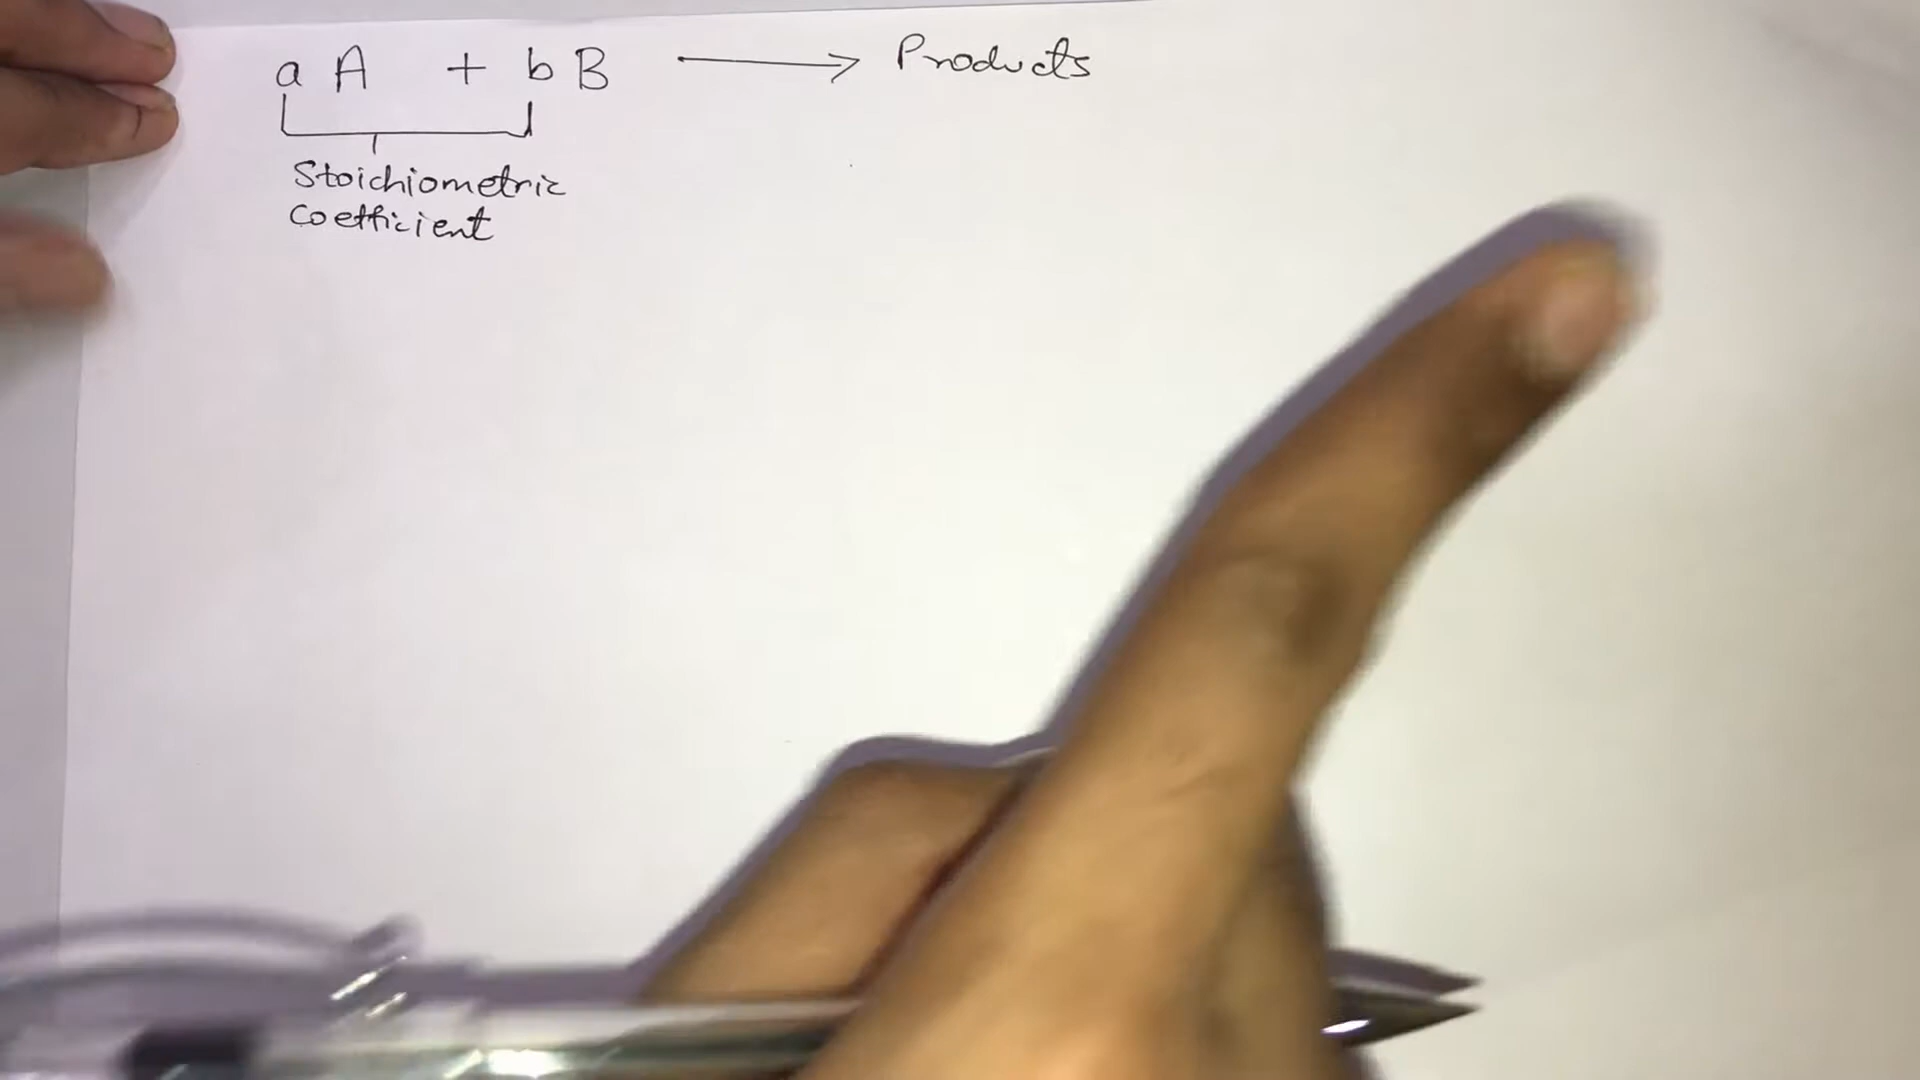 a A + b B ⟶ Products
Stoichiometric
Coefficient